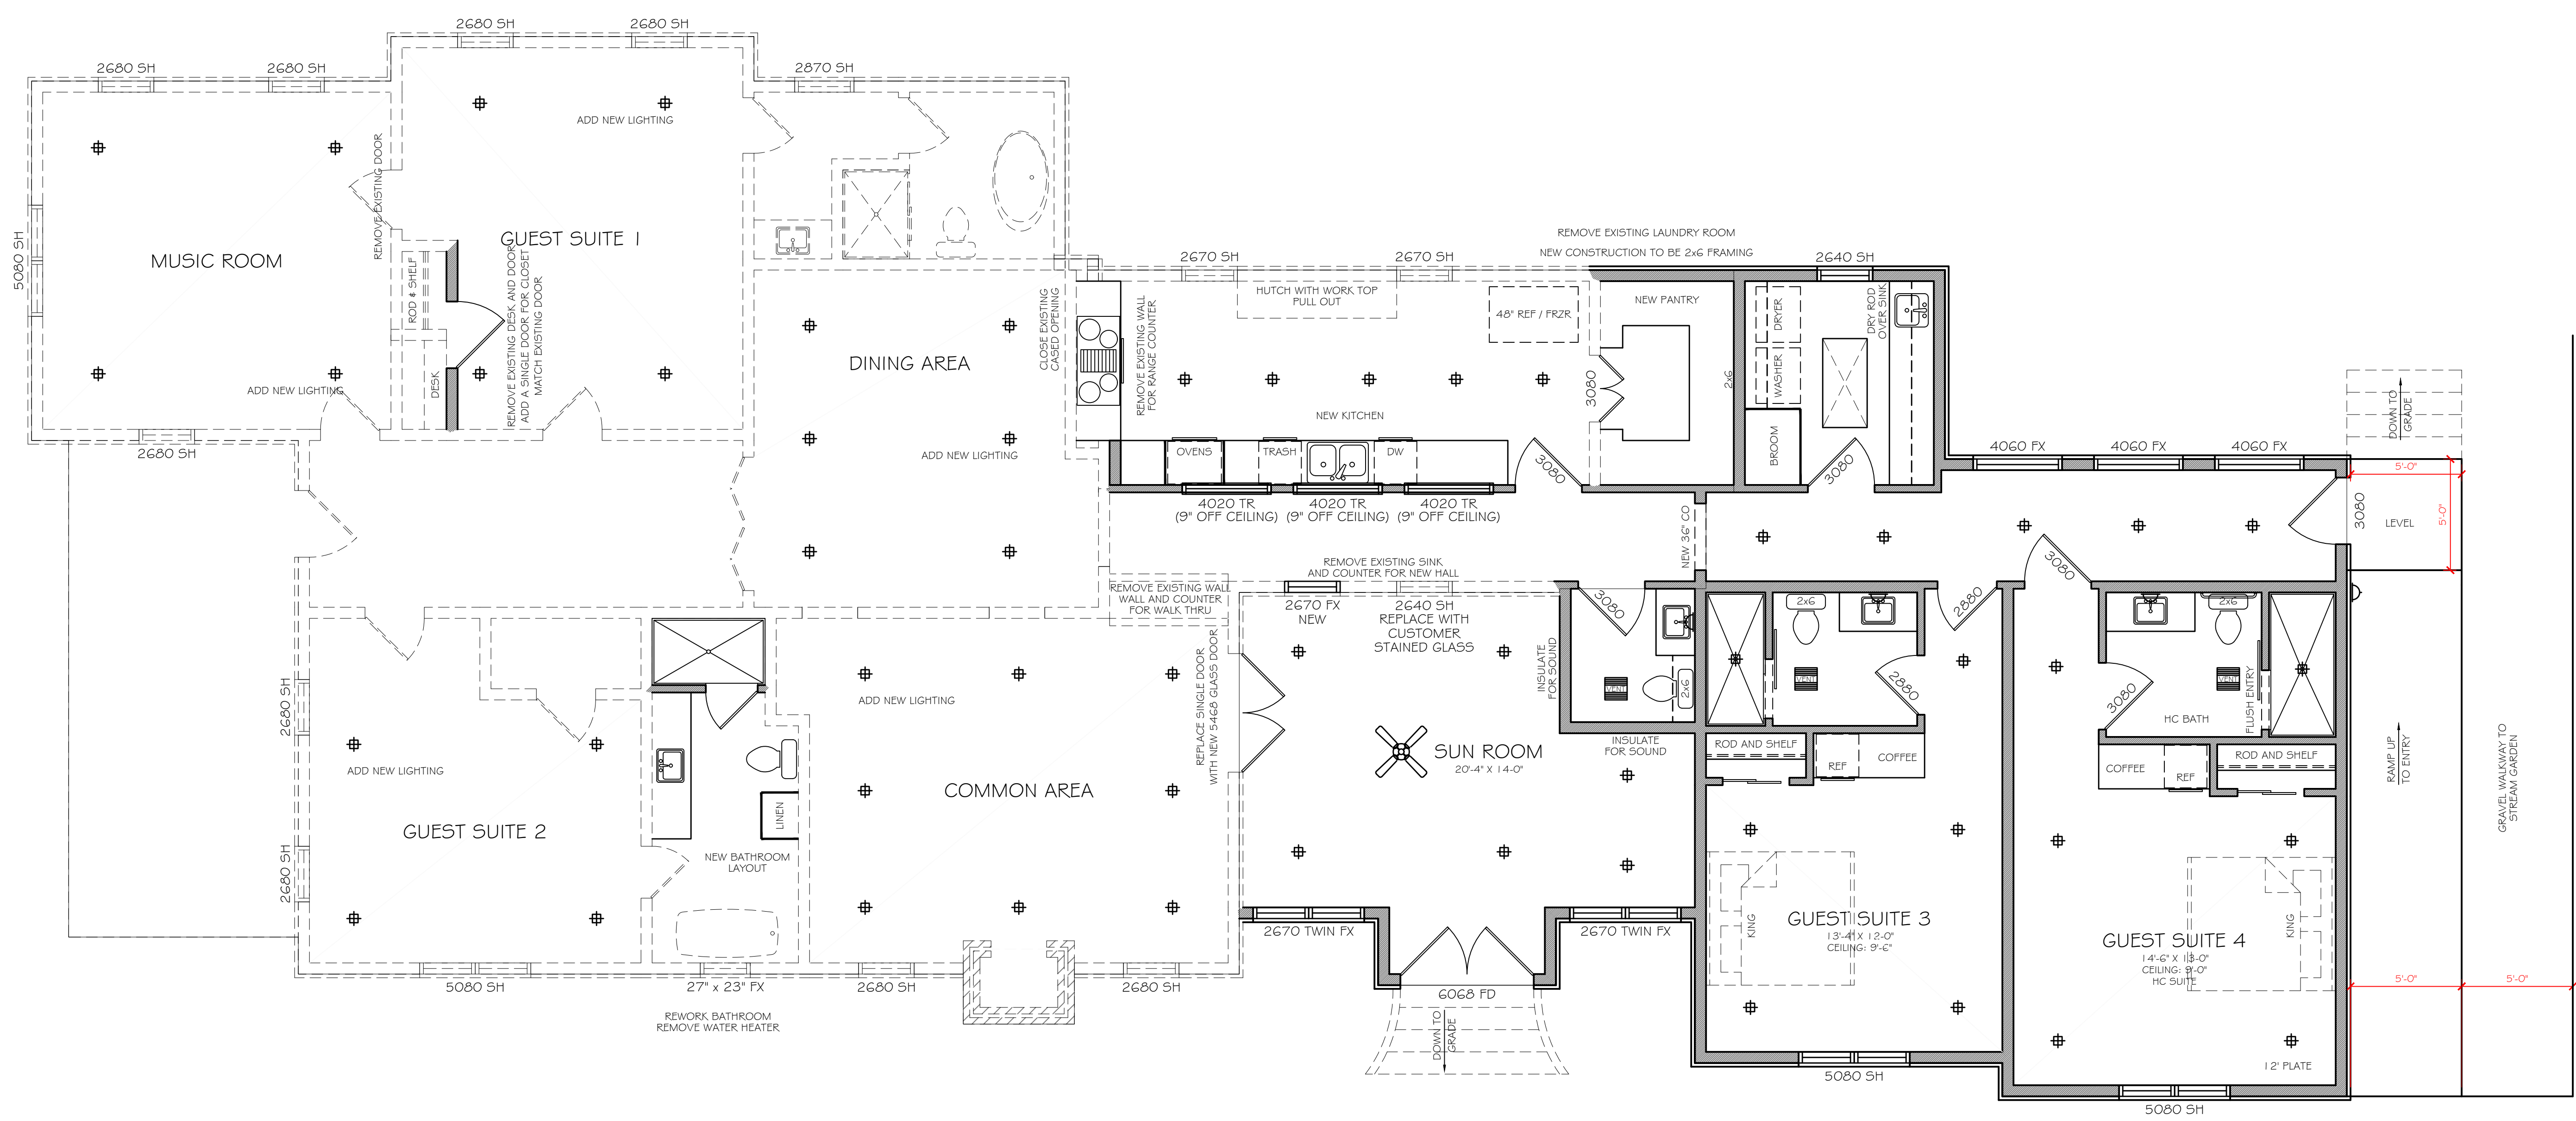 2680 SH
2680 SH
2680 SH
2680 SH
2870 SH
5080 SH
MUSIC ROOM
ADD NEW LIGHTING
2680 SH
REMOVE EXISTING DOOR
ROD & SHELF
DESK
ADD NEW LIGHTING
GUEST SUITE 1
REMOVE EXISTING DESK AND DOOR
ADD A SINGLE DOOR FOR CLOSET
MATCH EXISTING DOOR
DINING AREA
ADD NEW LIGHTING
CLOSE EXISTING
CASED OPENING
REMOVE EXISTING WALL
FOR RANGE COUNTER
2670 SH
2670 SH
HUTCH WITH WORK TOP
PULL OUT
48" REF / FRZR
NEW KITCHEN
OVENS
TRASH
DW
3080
4020 TR
(9" OFF CEILING)
4020 TR
(9" OFF CEILING)
4020 TR
(9" OFF CEILING)
REMOVE EXISTING LAUNDRY ROOM
NEW CONSTRUCTION TO BE 2x6 FRAMING
NEW PANTRY
3080
2x6
2640 SH
DRYER
WASHER
BROOM
DRY ROD
OVER SINK
3080
4060 FX
4060 FX
4060 FX
NEW 36" CO
3080
DOWN TO
GRADE
5'-0"
5'-0"
LEVEL
REMOVE EXISTING SINK
AND COUNTER FOR NEW HALL
REMOVE EXISTING WALL
WALL AND COUNTER
FOR WALK THRU
2670 FX
NEW
2640 SH
REPLACE WITH
CUSTOMER
STAINED GLASS
2680 SH
2680 SH
ADD NEW LIGHTING
GUEST SUITE 2
5080 SH
LINEN
NEW BATHROOM
LAYOUT
27" x 23" FX
REWORK BATHROOM
REMOVE WATER HEATER
ADD NEW LIGHTING
COMMON AREA
2680 SH
2680 SH
REPLACE SINGLE DOOR
WITH NEW 5468 GLASS DOOR
SUN ROOM
20'-4" X 14-0"
INSULATE
FOR SOUND
INSULATE
FOR SOUND
2670 TWIN FX
2670 TWIN FX
6068 FD
DOWN TO
GRADE
3080
VENT
2x6
2x6
VENT
2880
2880
ROD AND SHELF
REF
COFFEE
KING
GUEST SUITE 3
13'-4" X 12-0"
CEILING: 9'-6"
5080 SH
3080
2x6
3080
VENT
HC BATH
FLUSH ENTRY
COFFEE
REF
ROD AND SHELF
KING
GUEST SUITE 4
14'-6" X 13-0"
CEILING: 9'-0"
HC SUITE
12' PLATE
5080 SH
RAMP UP
TO ENTRY
GRAVEL WALKWAY TO
STREAM GARDEN
5'-0"
5'-0"